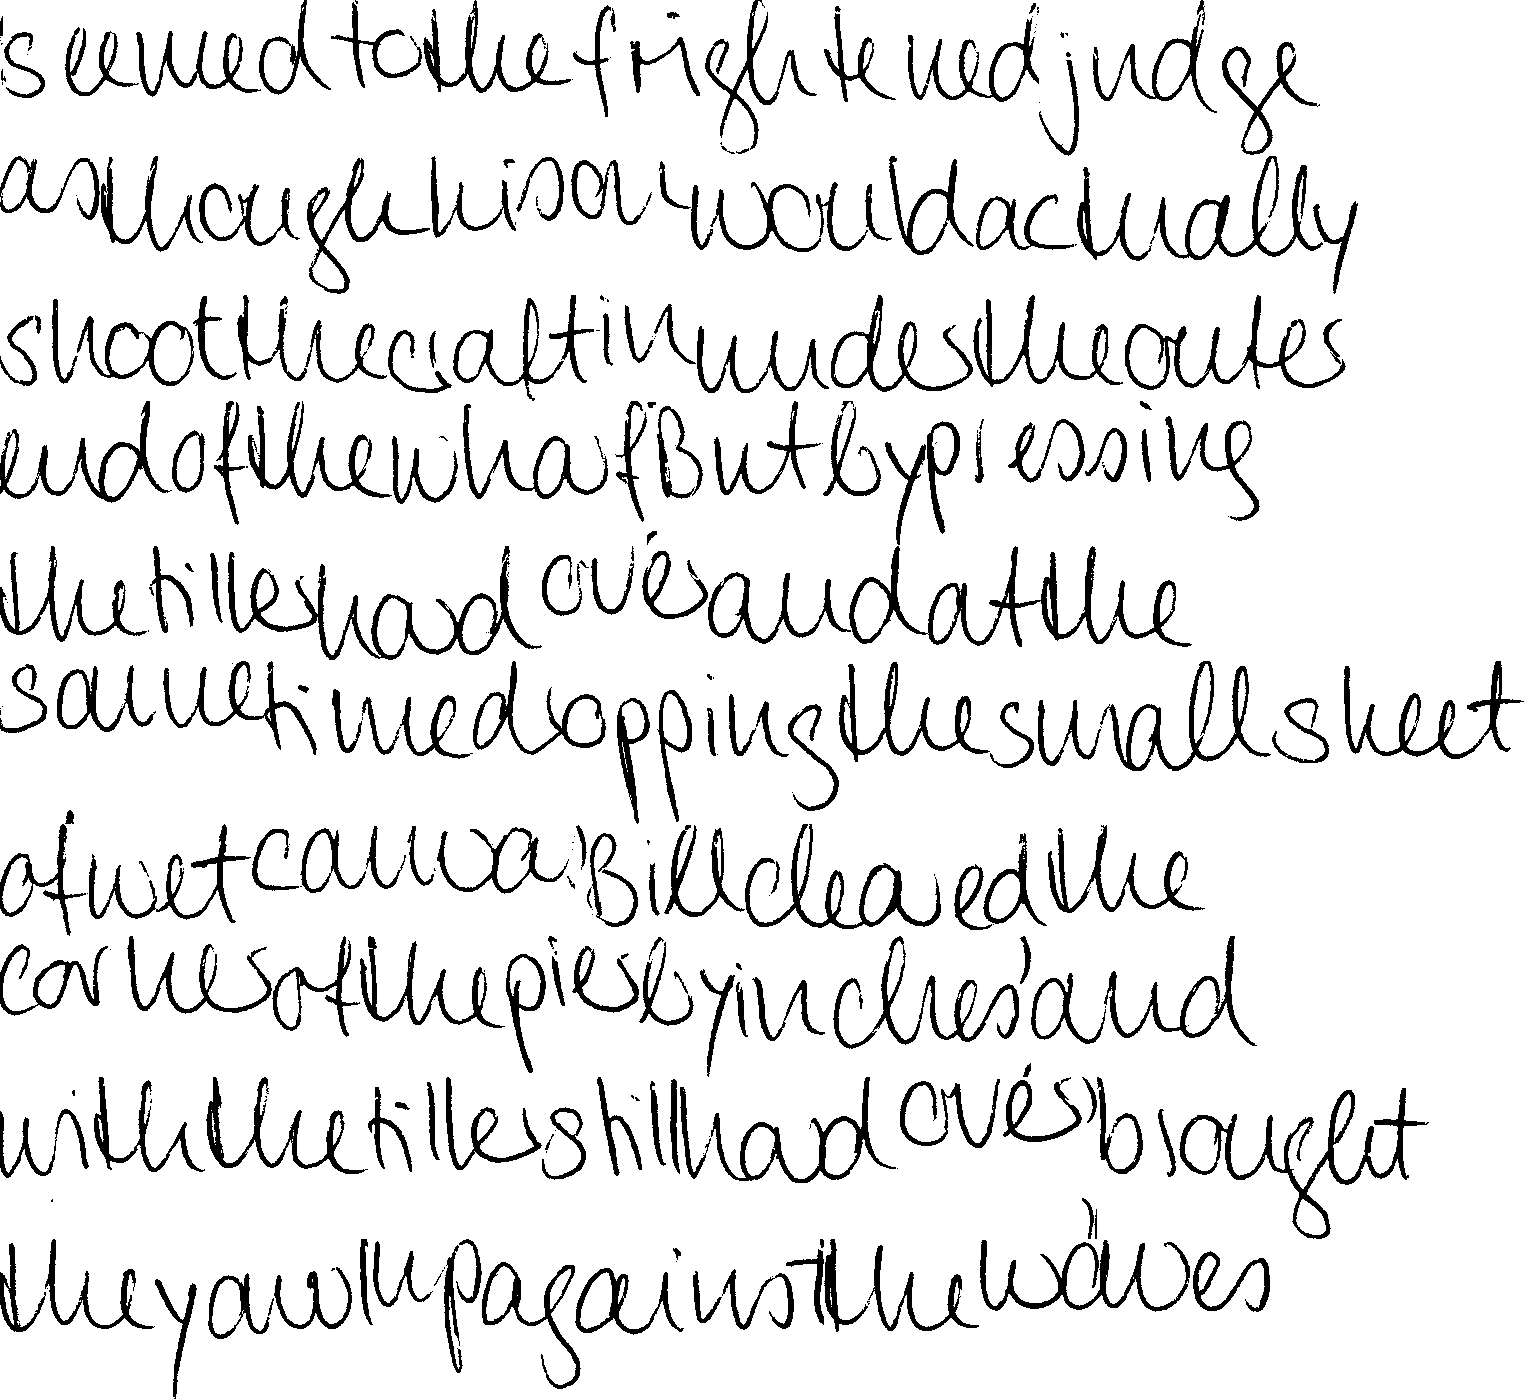 seemed to the frightened judge
as though his son would actually
shoot the craft in under the outer
end of the wharf But by pressing
the tiller hard over and at the
same time dropping the small sheet
of wet canvas Bill cleared the
corner of the pier by inches, and
with the tiller still hard over, brought
the yawl up against the waves